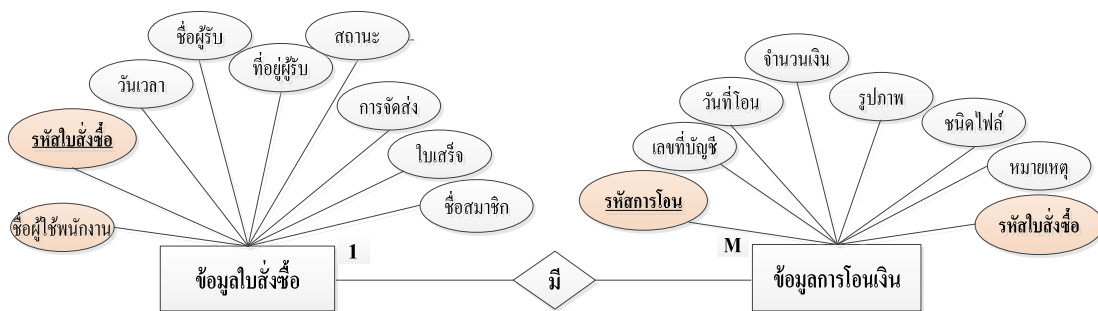 ชื่อผู้รับ
สถานะ
ที่อยู่ผู้รับ
วันเวลา
การจัดส่ง
รหัสใบสั่งซื้อ
ใบเสร็จ
ชื่อสมาชิก
ชื่อผู้ใช้พนักงาน
ข้อมูลใบสั่งซื้อ
1
มี
M
จำนวนเงิน
วันที่โอน
รูปภาพ
ชนิดไฟล์
เลขที่บัญชี
หมายเหตุ
รหัสการโอน
รหัสใบสั่งซื้อ
ข้อมูลการโอนเงิน